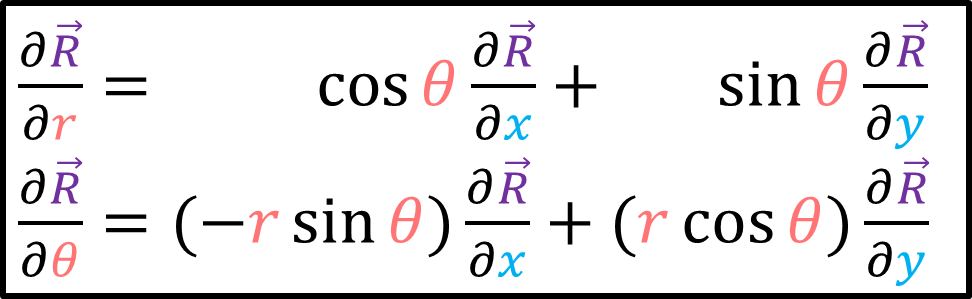 ∂R⃗/∂r = cos θ ∂R⃗/∂x + sin θ ∂R⃗/∂y
∂R⃗/∂θ = (−r sin θ) ∂R⃗/∂x + (r cos θ) ∂R⃗/∂y